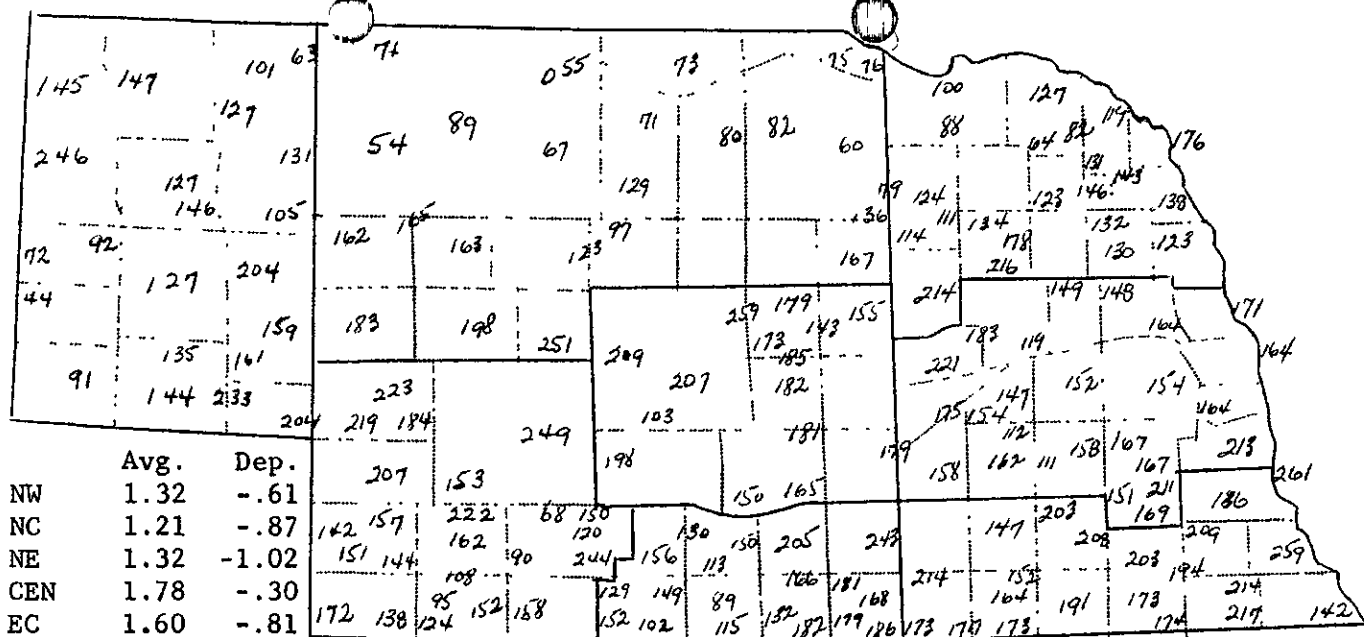 71 055 73 75 76
63
145 147 101 100 127
127 54 89 67 71 80 82 60 88 64 82 119 176
246 131 131 143
127 129 79 124 123 146 138
146 105 165 136 111 134 132
162 163 123 97 114 178 130 123
72 92 127 204 167 216
44 214 149 148 171
183 198 159 251 259 179 155 183 119 164 164
135 161 209 173 143 221
91 144 233 223 207 185 182 147 152 154
204 219 184 249 103 181 175 154 164
112
198 179 158 162 111 158 167 213
207 153 150 165 167 261
151 211 186
142 157 222 68 150 130 150 205 243 147 203 208 169 209
151 144 162 90 120 244 156 113 203 259
108 166 181 214 152 194 214
95 129 149 89 168 164 191 173
172 138 124 152 158 152 102 115 132 182 179 186 173 170 173 174 217 142
Avg. Dep.
NW 1.32 -.61
NC 1.21 -.87
NE 1.32 -1.02
CEN 1.78 -.30
EC 1.60 -.81